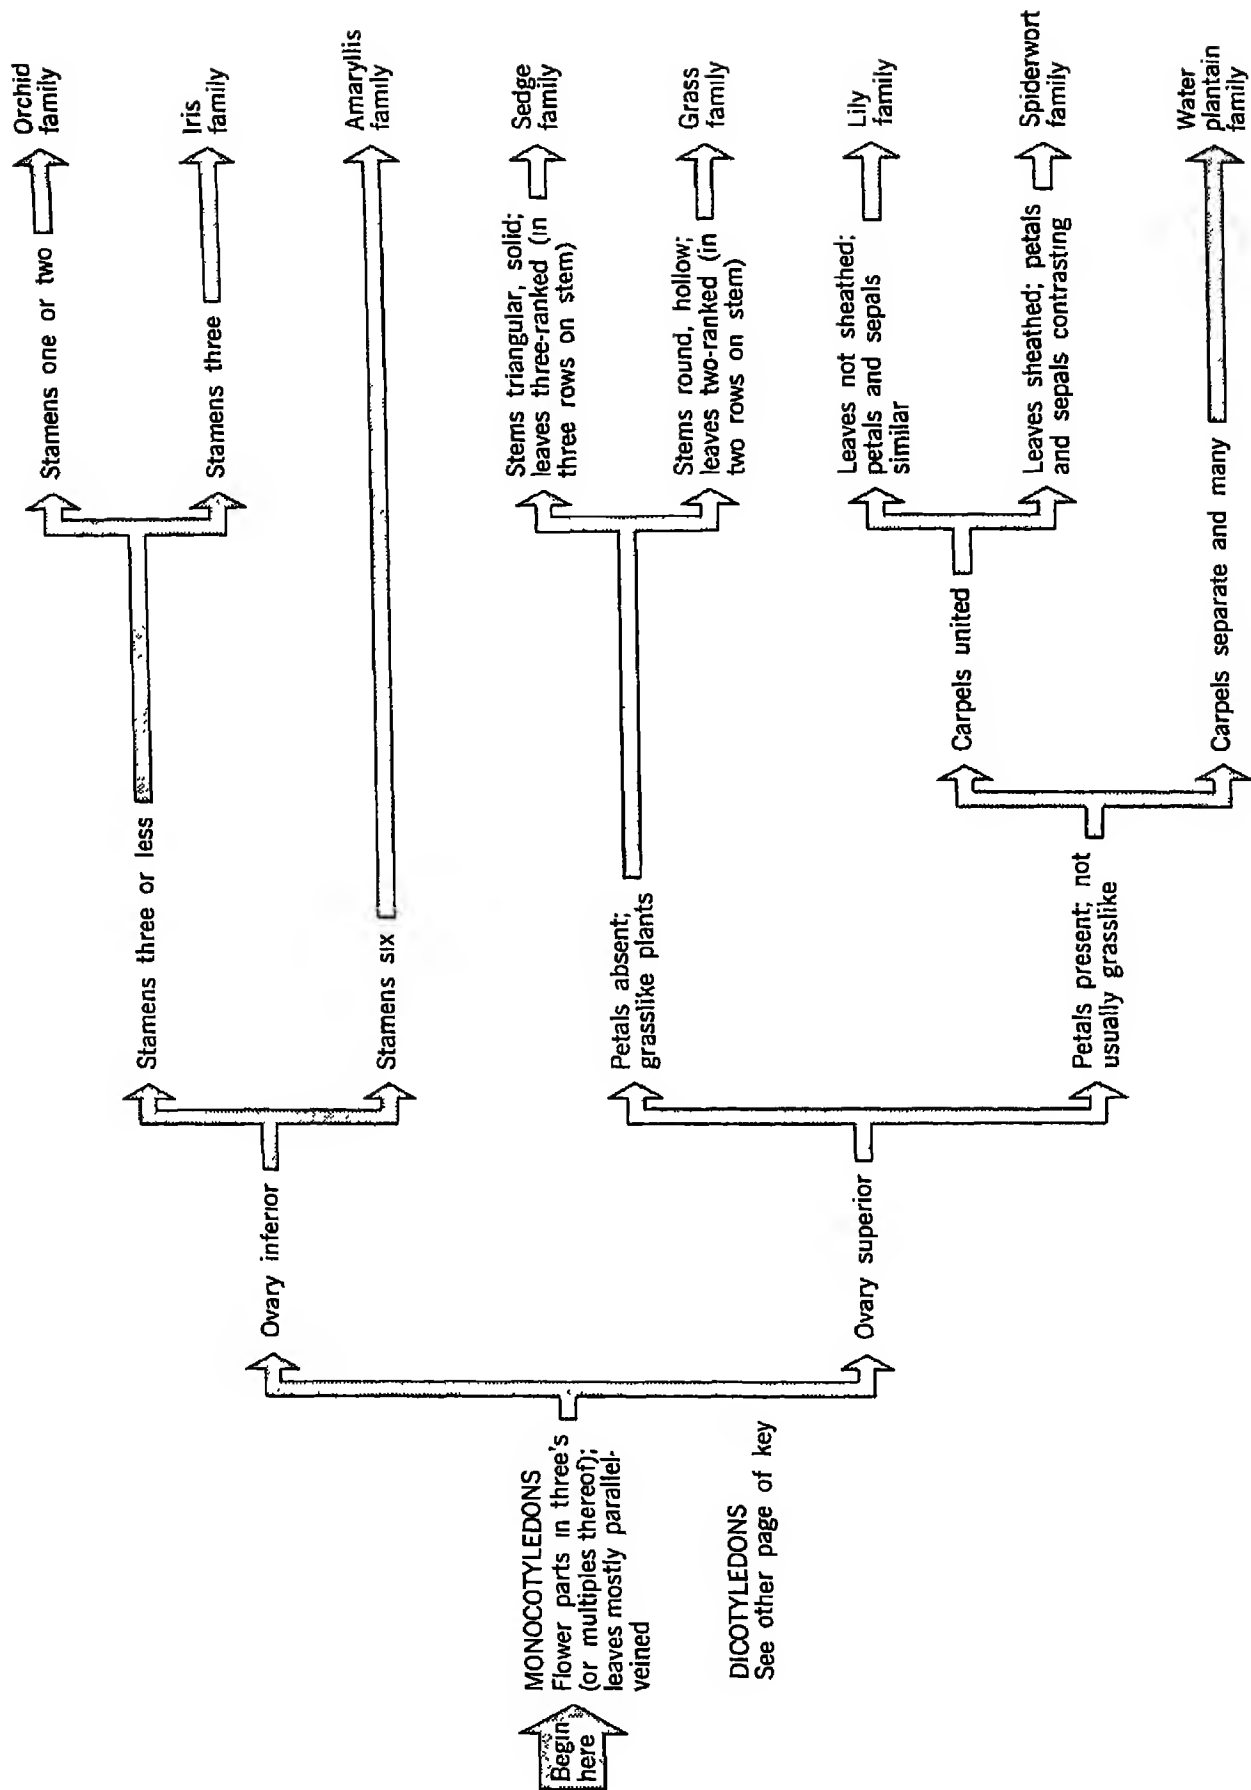 Begin
here
MONOCOTYLEDONS
Flower parts in three's
(or multiples thereof);
leaves mostly parallel-
veined
DICOTYLEDONS
See other page of key
Ovary inferior
Ovary superior
Stamens three or less
Stamens six
Petals absent;
grasslike plants
Petals present; not
usually grasslike
Carpels united
Carpels separate and many
Stamens one or two
Stamens three
Stems triangular, solid;
leaves three-ranked (in
three rows on stem)
Stems round, hollow;
leaves two-ranked (in
two rows on stem)
Leaves not sheathed;
petals and sepals
similar
Leaves sheathed; petals
and sepals contrasting
Orchid
family
Iris
family
Amaryllis
family
Sedge
family
Grass
family
Lily
family
Spiderwort
family
Water
plantain
family